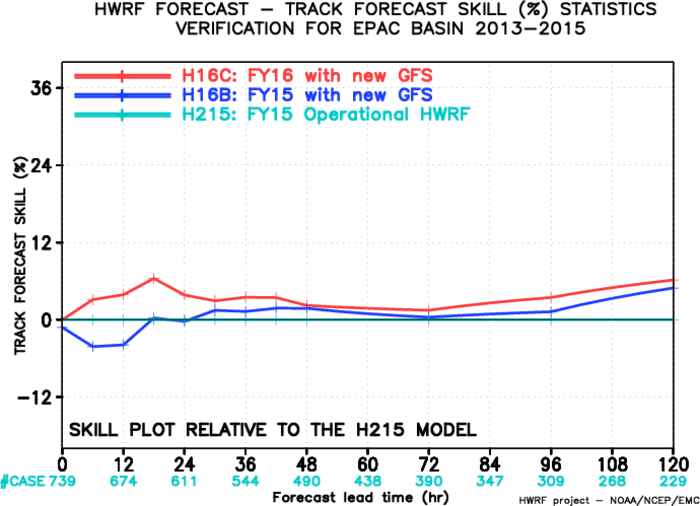 HWRF FORECAST – TRACK FORECAST SKILL (%) STATISTICS
VERIFICATION FOR EPAC BASIN 2013–2015
H16C: FY16 with new GFS
H16B: FY15 with new GFS
H215: FY15 Operational HWRF
TRACK FORECAST SKILL (%)
36
24
12
0
–12
SKILL PLOT RELATIVE TO THE H215 MODEL
0 12 24 36 48 60 72 84 96 108 120
#CASE 739 674 611 544 490 438 390 347 309 268 229
Forecast lead time (hr)
HWRF project – NOAA/NCEP/EMC